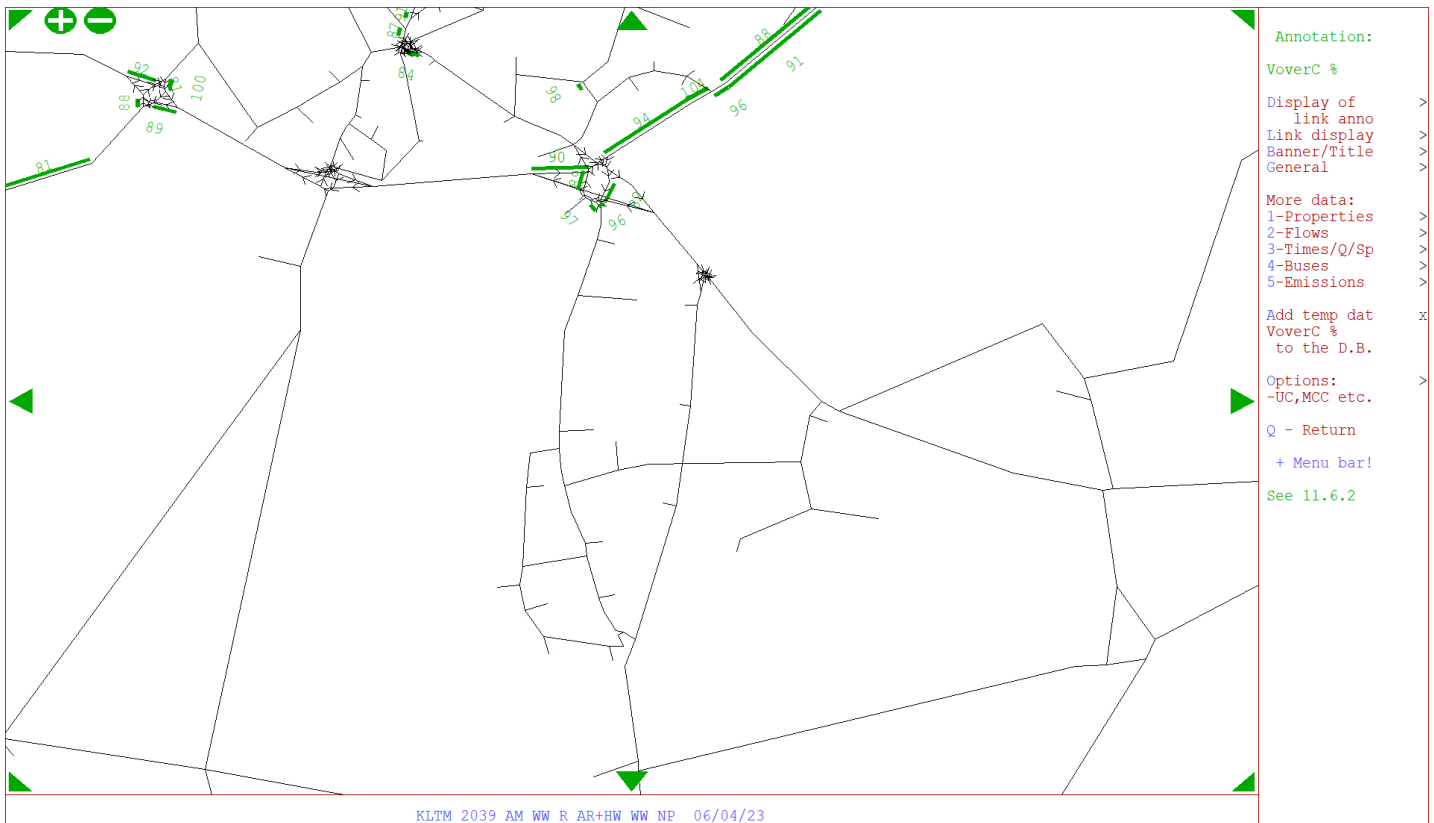 Annotation:
VoverC %
Display of >
link anno
Link display >
Banner/Title >
General >
More data:
1-Properties >
2-Flows >
3-Times/Q/Sp >
4-Buses >
5-Emissions >
Add temp dat x
VoverC %
to the D.B.
Options: >
-UC,MCC etc.
Q - Return
+ Menu bar!
See 11.6.2
87
84
92
100
88
89
81
98
88
91
104
96
94
90
97
96
KLTM 2039 AM WW R AR+HW WW NP 06/04/23